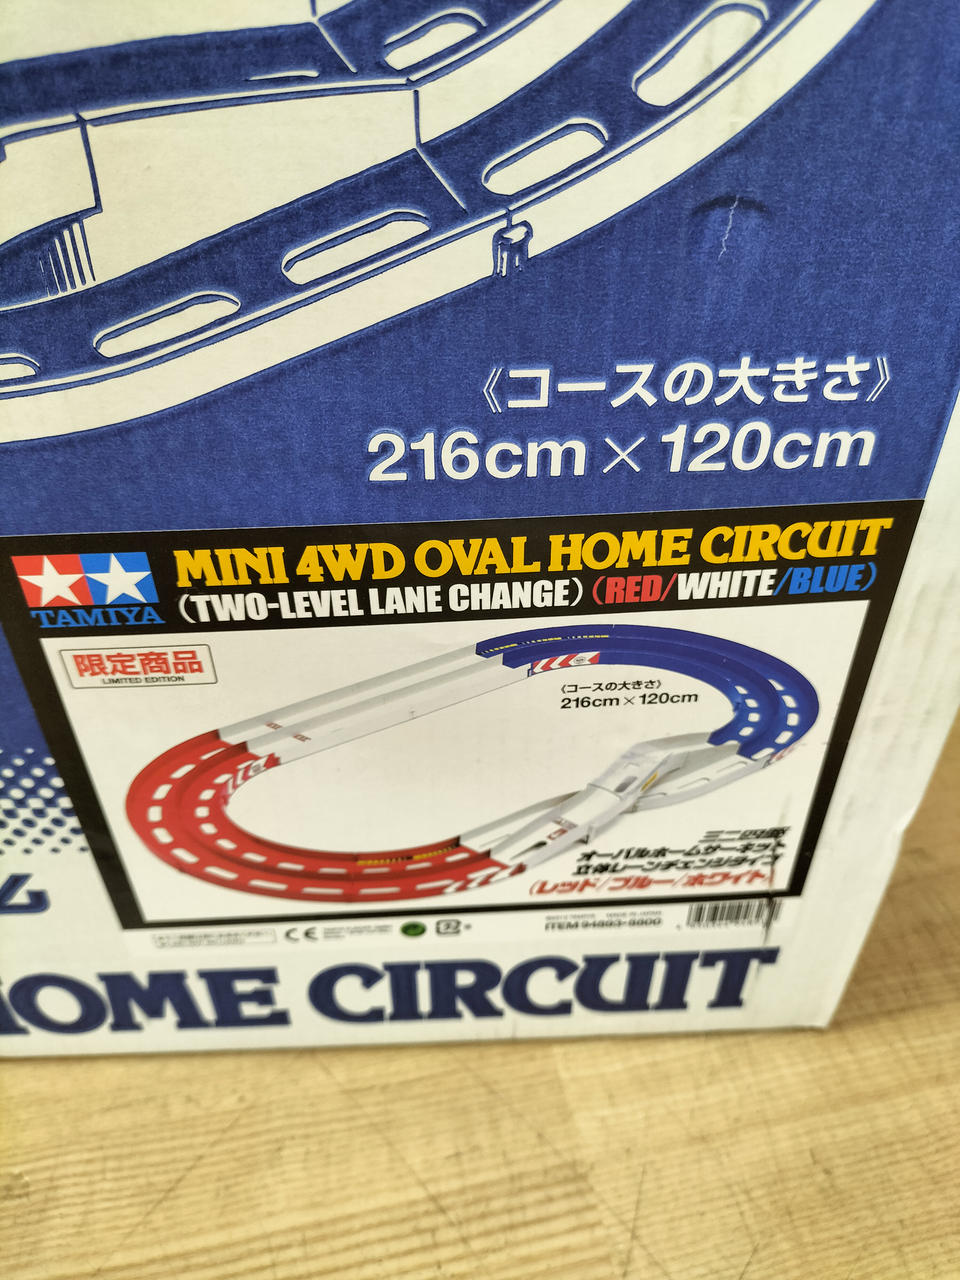 《コースの大きさ》
216cm×120cm
TAMIYA
MINI 4WD OVAL HOME CIRCUIT
(TWO-LEVEL LANE CHANGE) (RED/WHITE/BLUE)
限定商品
LIMITED EDITION
《コースの大きさ》
216cm×120cm
ミニ四駆
オーバルホームサーキット
立体レーンチェンジタイプ
(レッド/ブルー/ホワイト)
CE
ITEM 94893
ム
HOME CIRCUIT